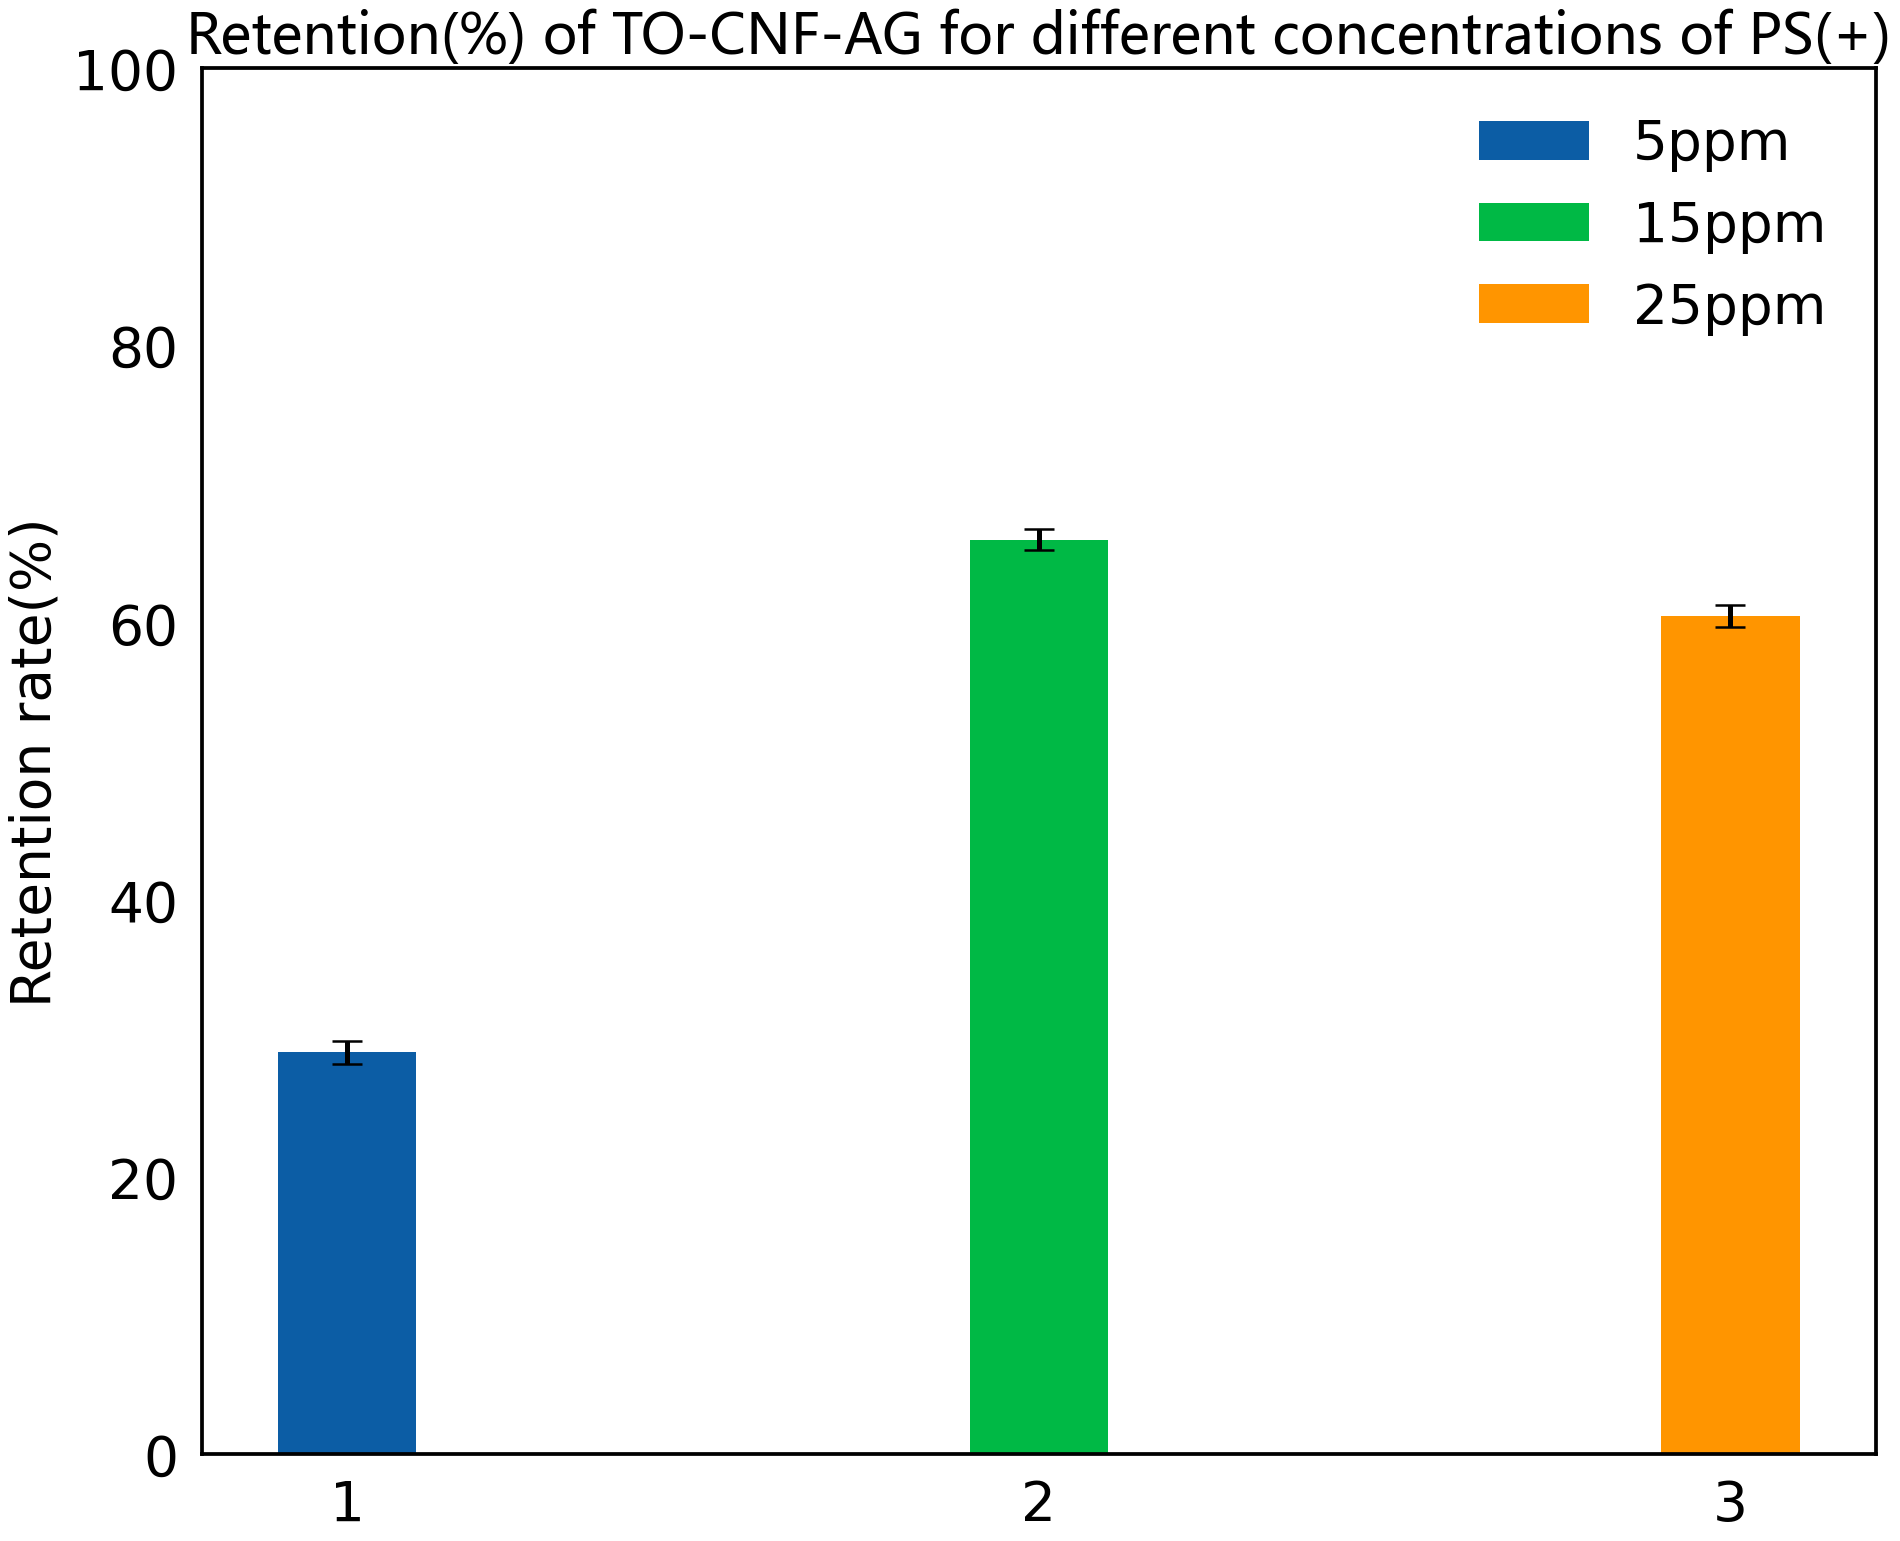 Retention(%) of TO-CNF-AG for different concentrations of PS(+)
100
80
60
40
20
0
Retention rate(%)
5ppm
15ppm
25ppm
1
2
3